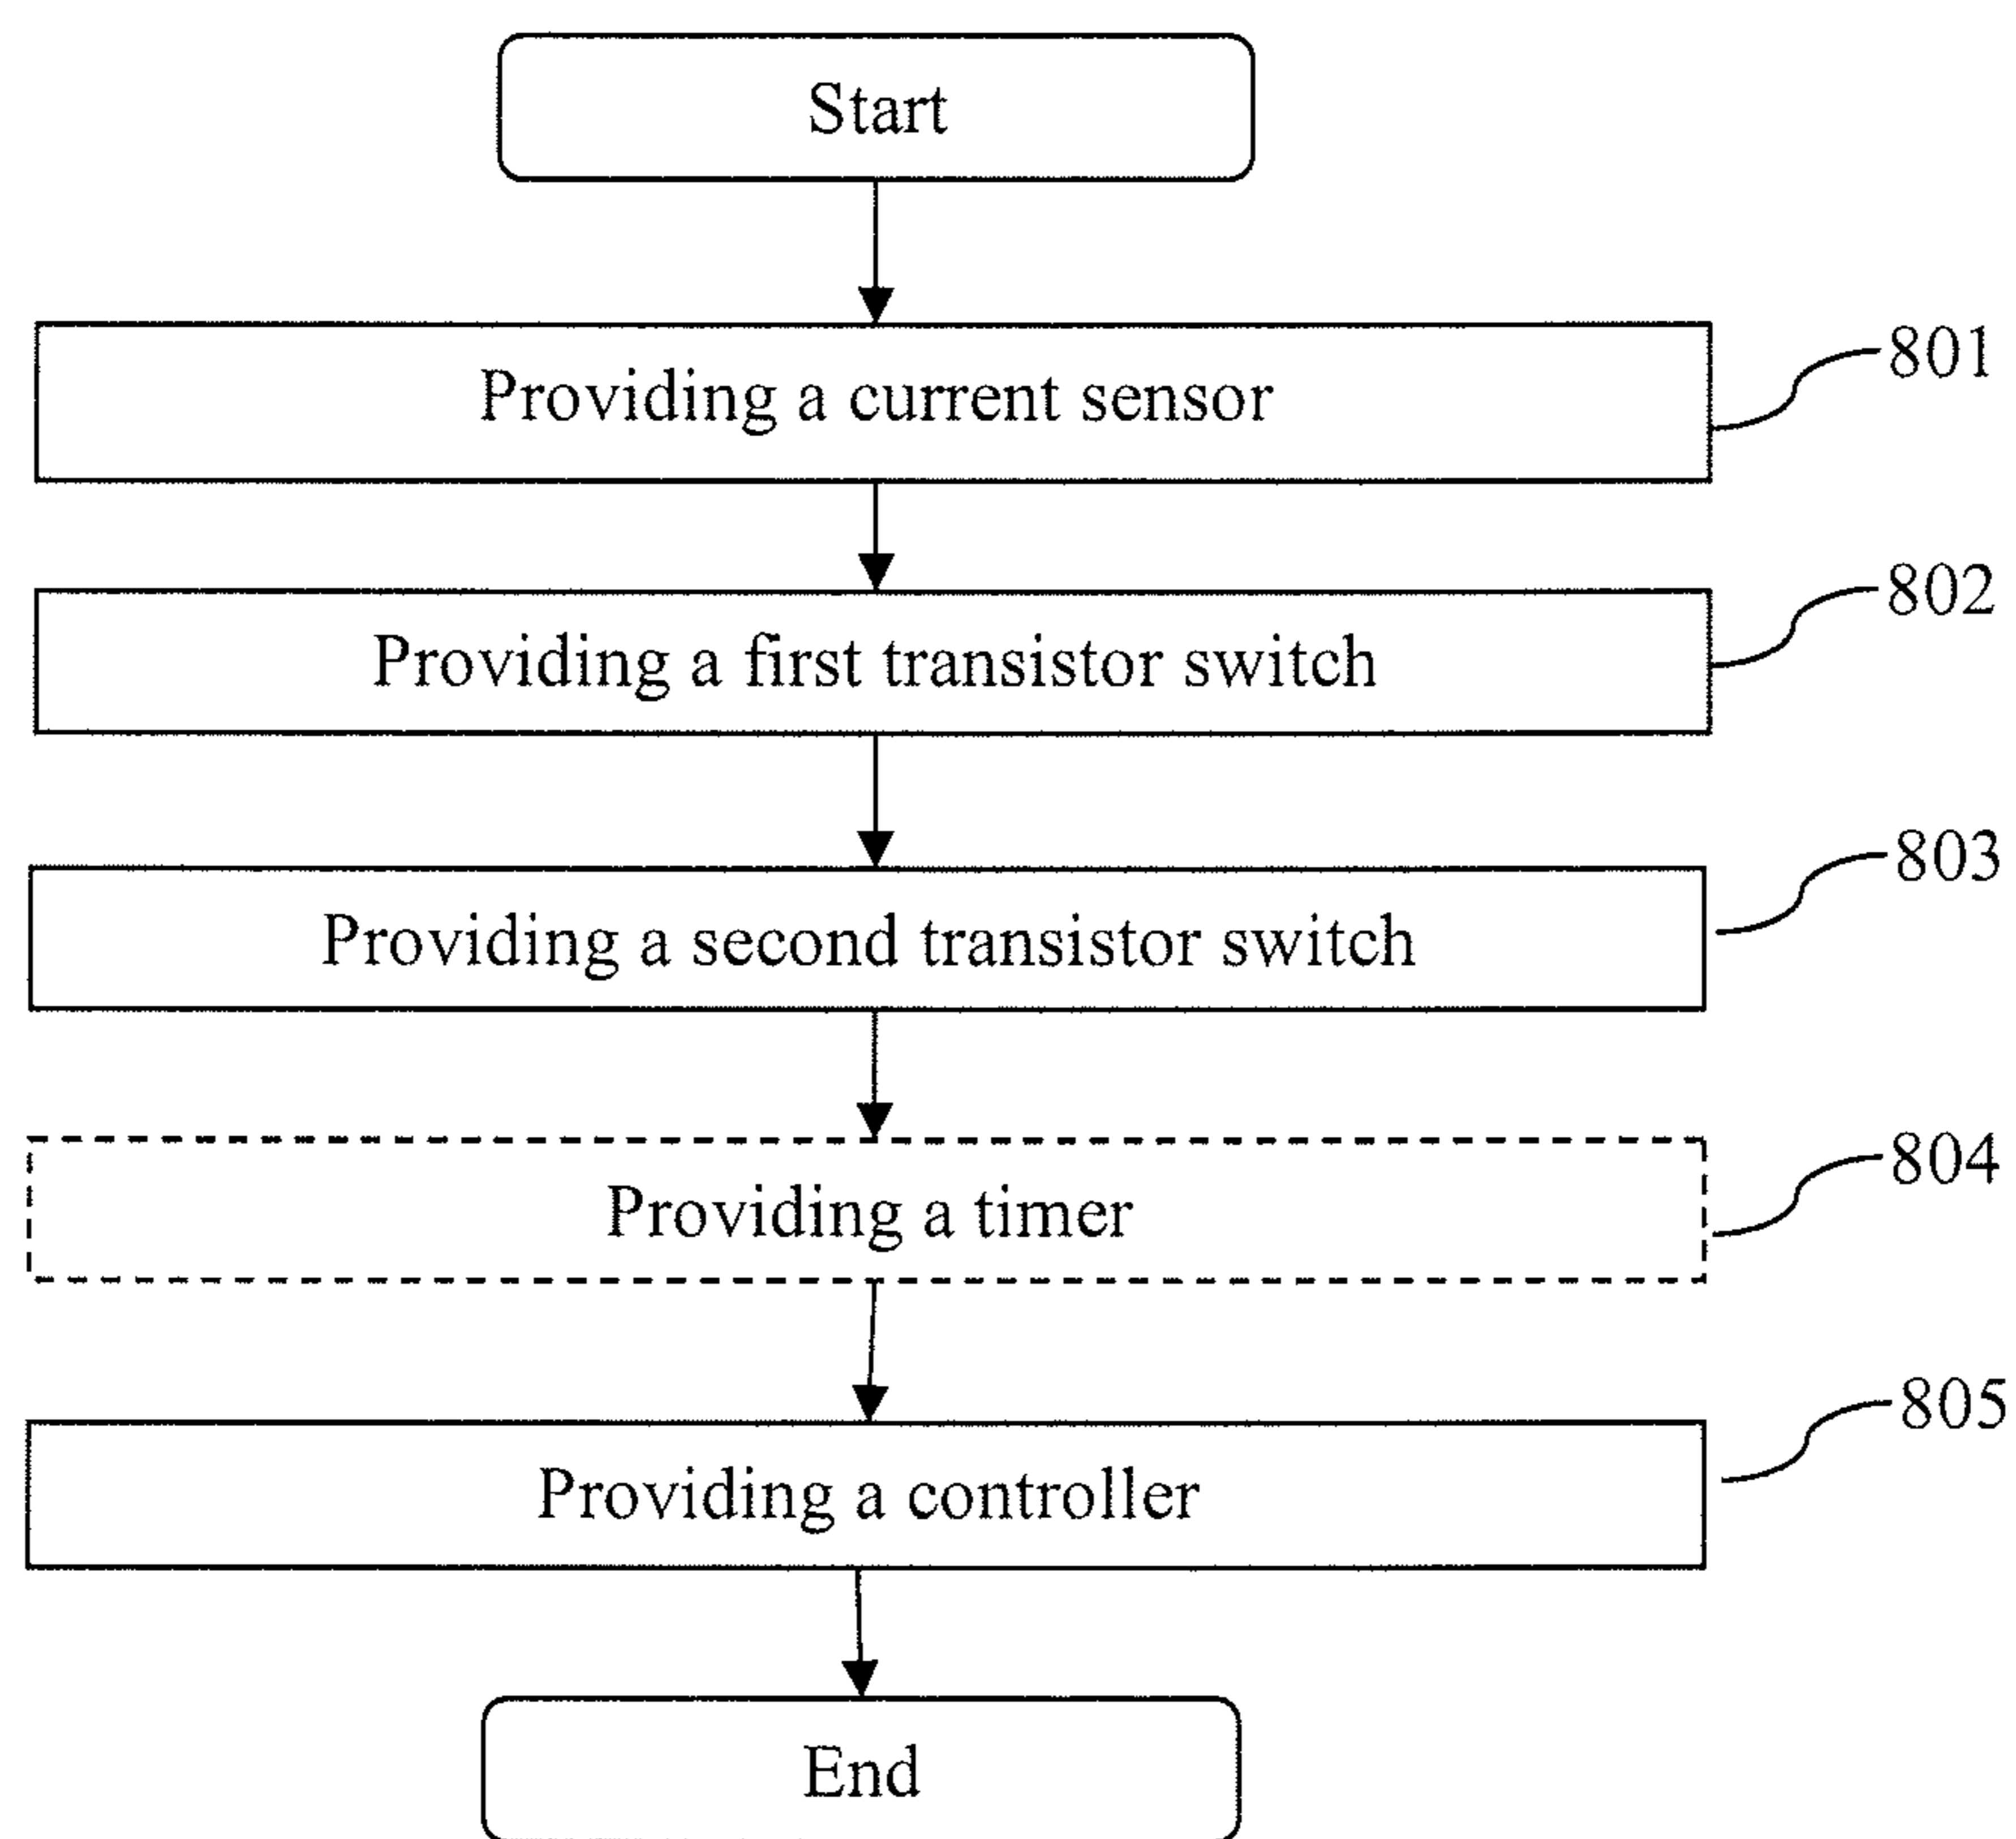 Start
Providing a current sensor
801
Providing a first transistor switch
802
Providing a second transistor switch
803
Providing a timer
804
Providing a controller
805
End